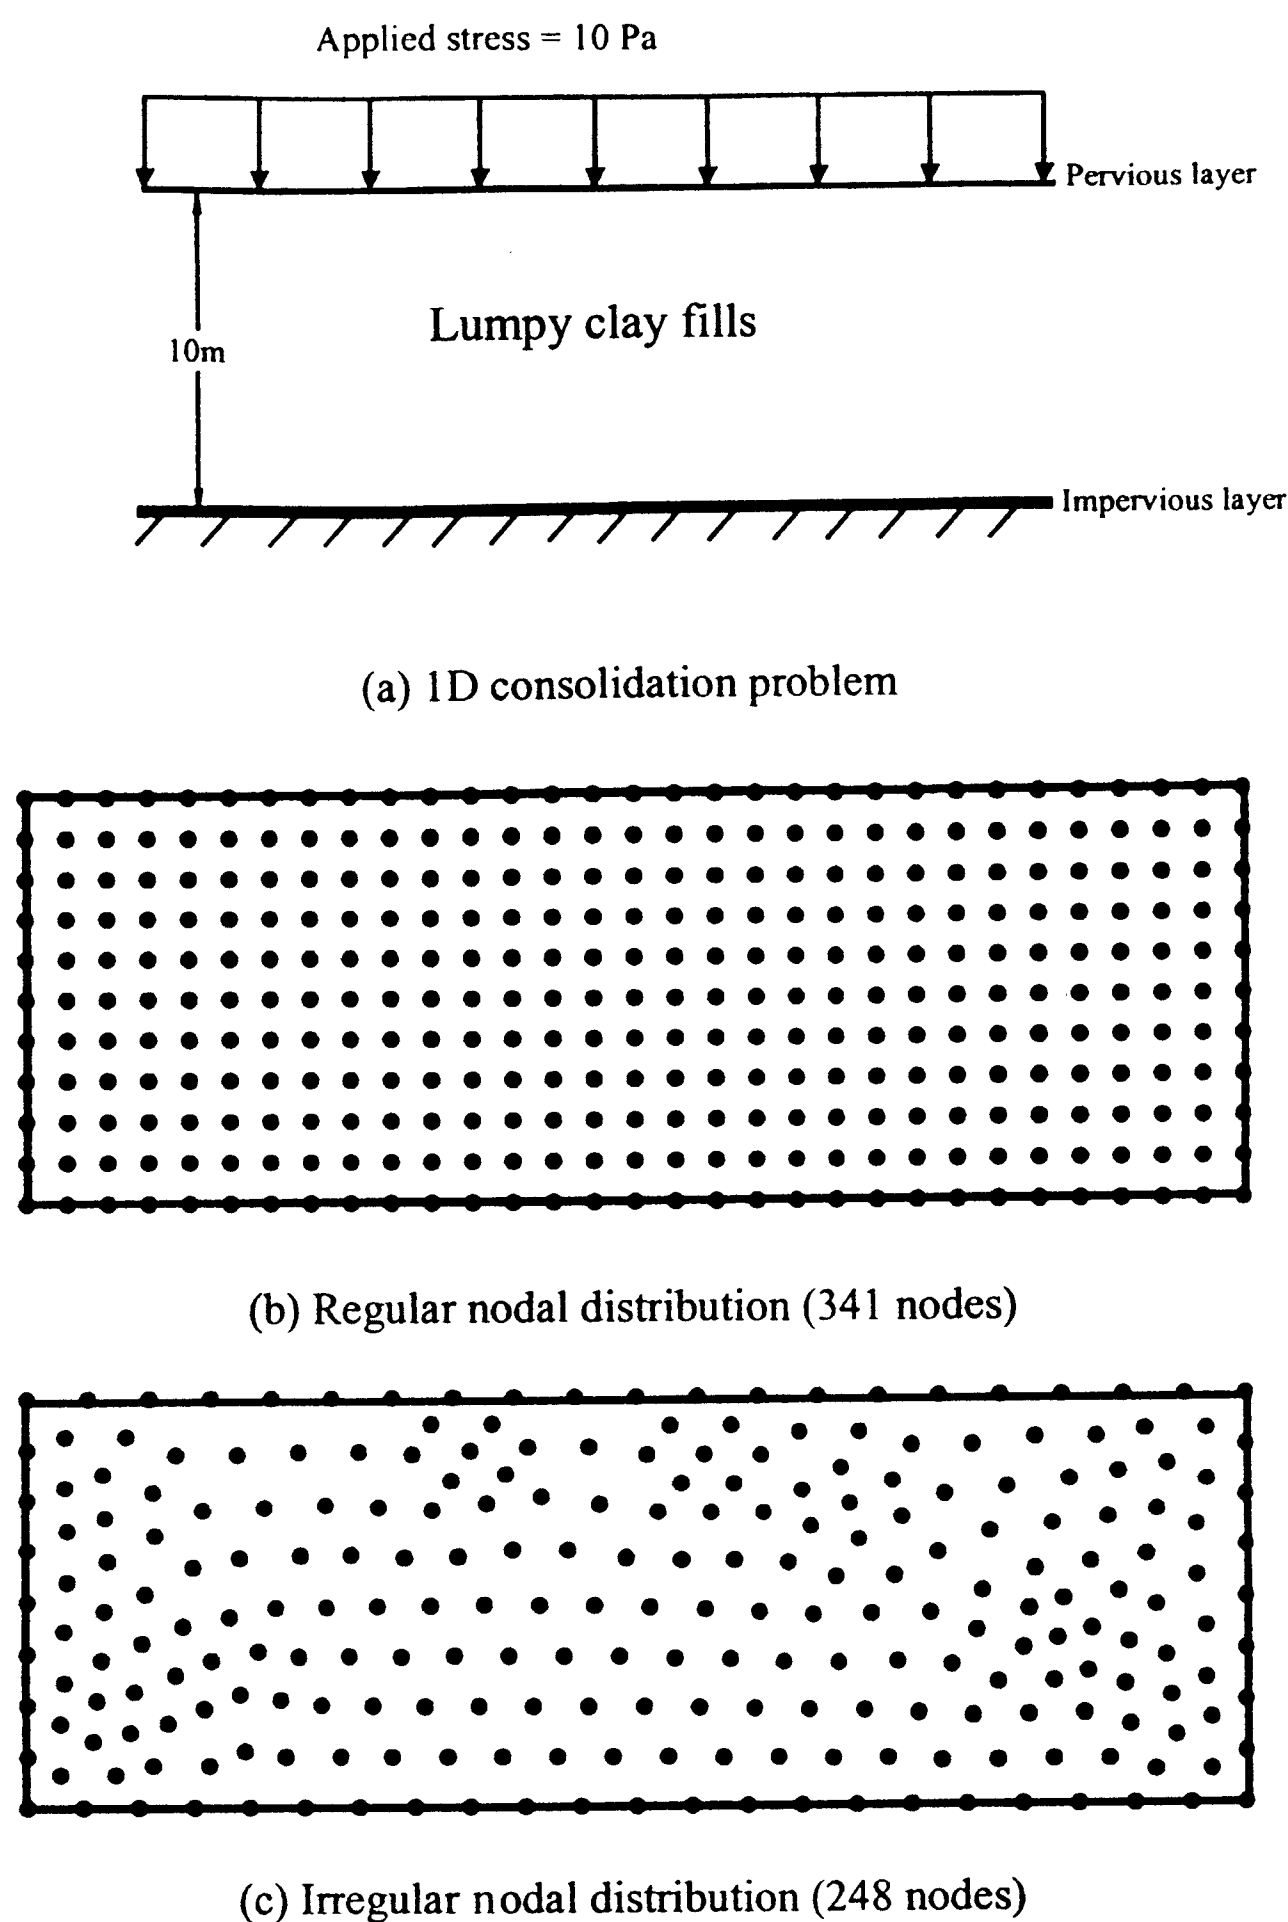 Applied stress = 10 Pa
Pervious layer
Lumpy clay fills
10m
Impervious layer
(a) 1D consolidation problem
(b) Regular nodal distribution (341 nodes)
(c) Irregular nodal distribution (248 nodes)